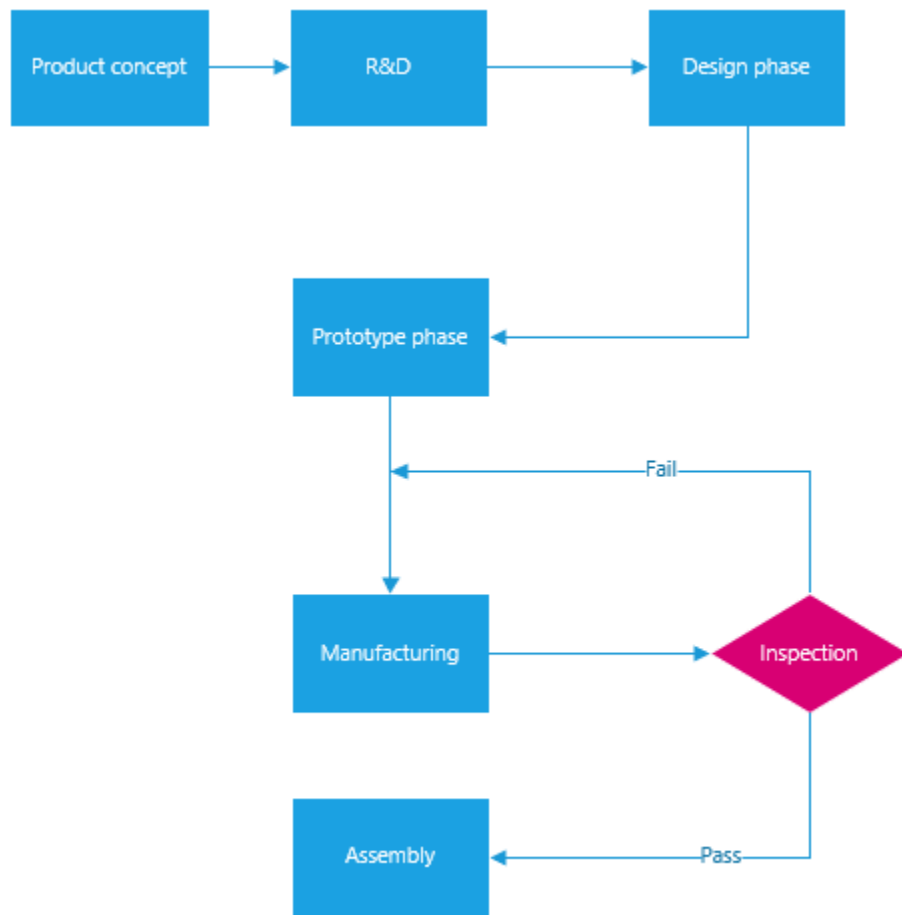 Product concept
R&D
Design phase
Prototype phase
Fail
Manufacturing
Inspection
Assembly
Pass